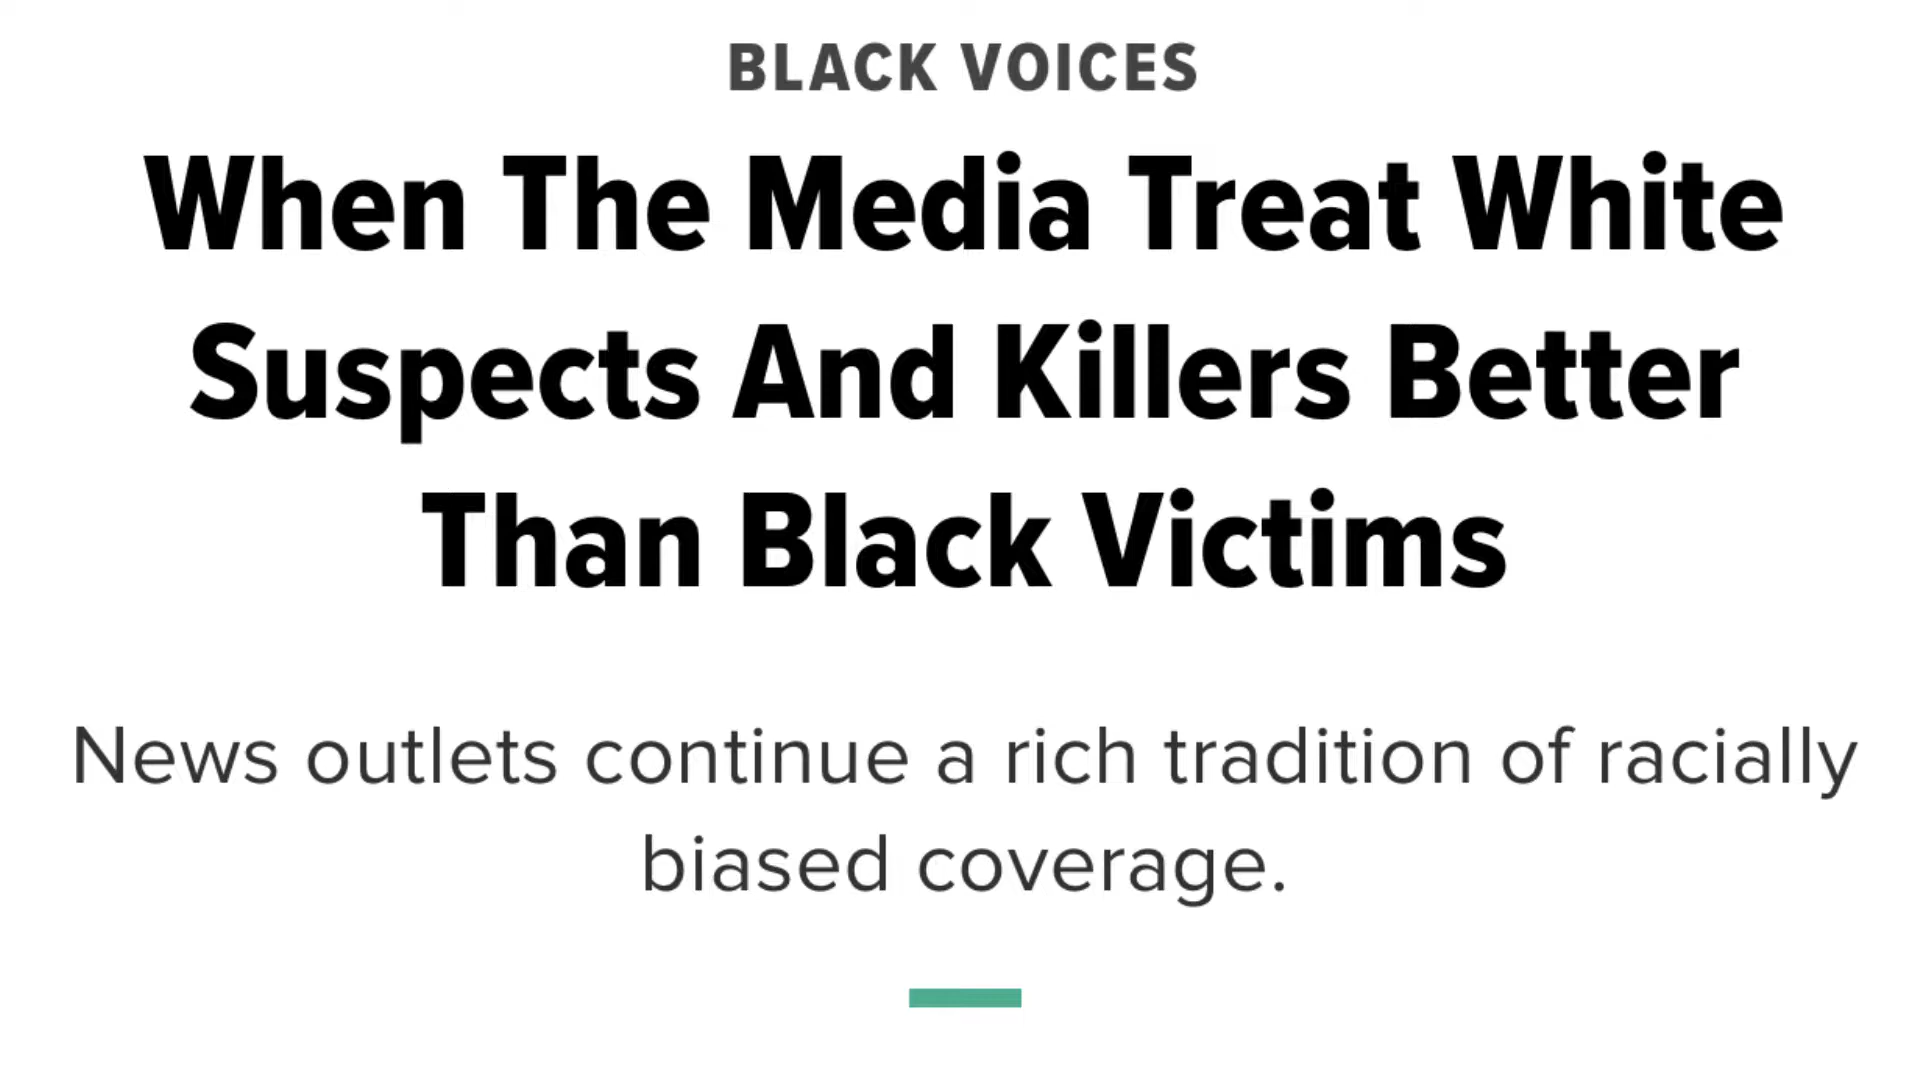 BLACK VOICES
When The Media Treat White
Suspects And Killers Better
Than Black Victims
News outlets continue a rich tradition of racially
biased coverage.